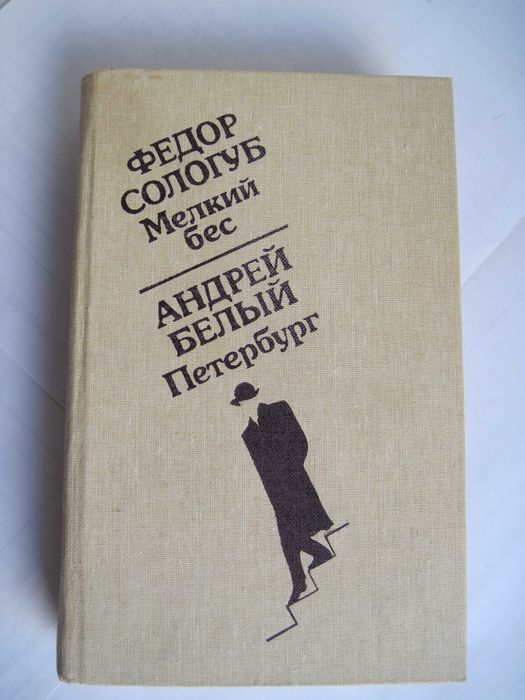 ФЕДОР
СОЛОГУБ
Мелкий
бес
АНДРЕЙ
БЕЛЫЙ
Петербург